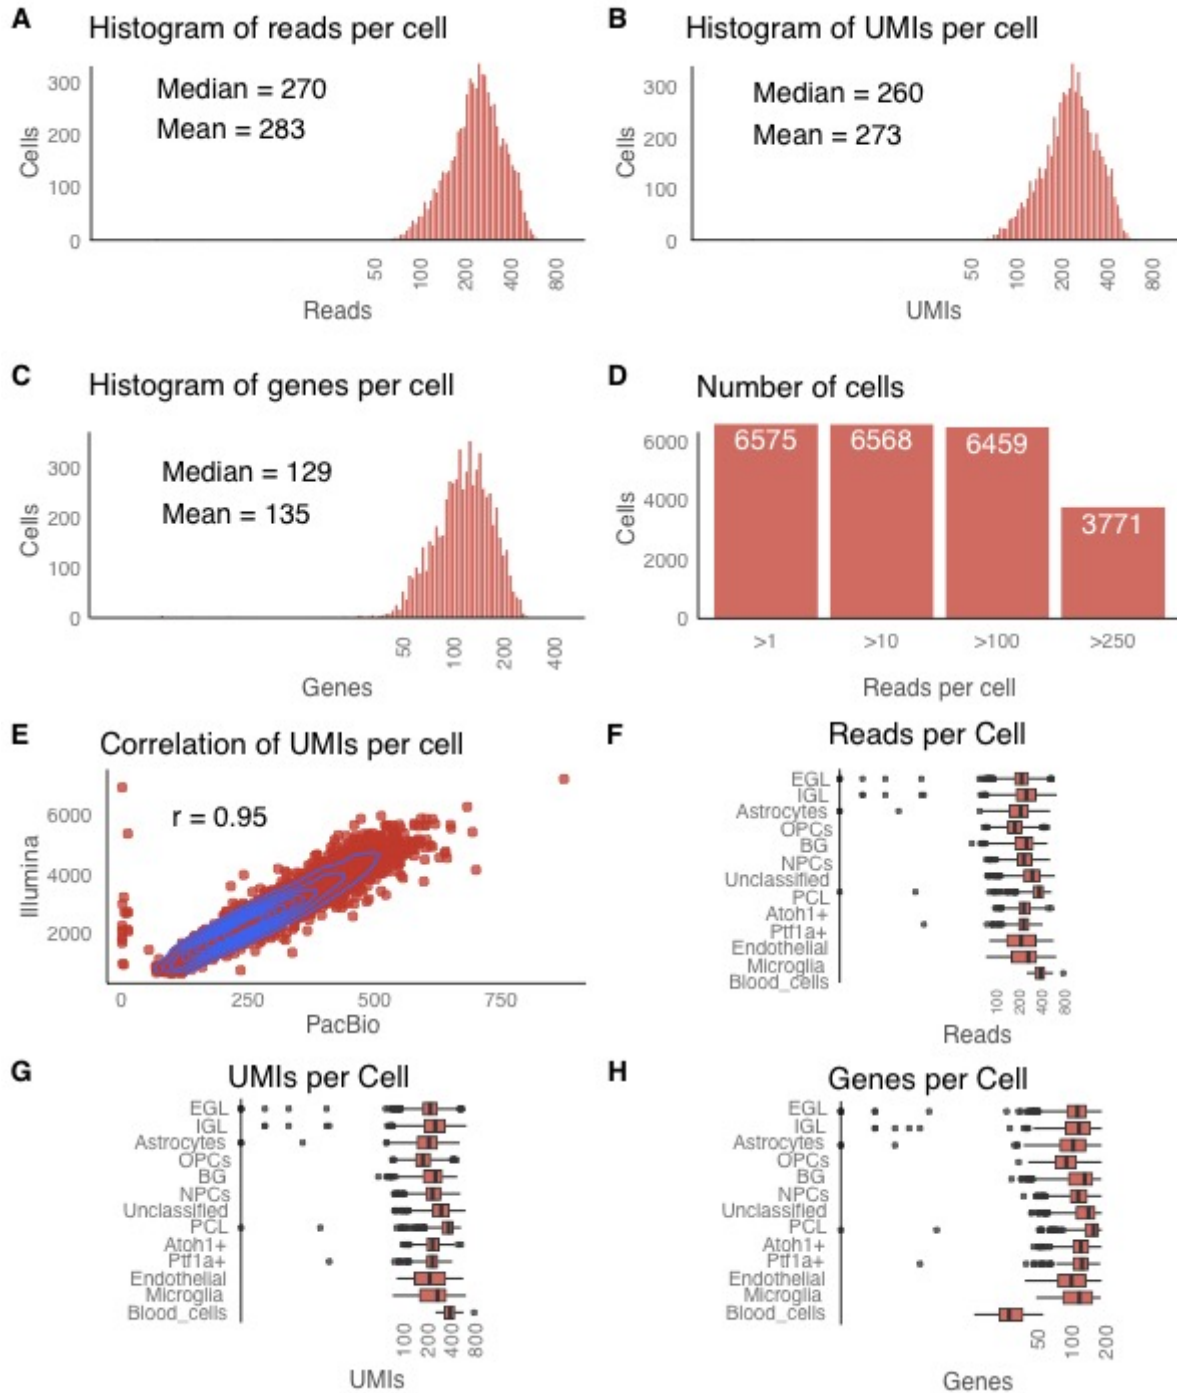 A
Histogram of reads per cell
Median = 270
Mean = 283
Cells
300
200
100
0
50
100
200
400
800
Reads
B
Histogram of UMIs per cell
Median = 260
Mean = 273
Cells
300
200
100
0
50
100
200
400
800
UMIs
C
Histogram of genes per cell
Median = 129
Mean = 135
Cells
300
200
100
0
50
100
200
400
Genes
D
Number of cells
Cells
6000
4000
2000
0
6575
6568
6459
3771
>1
>10
>100
>250
Reads per cell
E
Correlation of UMIs per cell
r = 0.95
Illumina
6000
4000
2000
0
250
500
750
PacBio
F
Reads per Cell
EGL
IGL
Astrocytes
OPCs
BG
NPCs
Unclassified
PCL
Atoh1+
Ptf1a+
Endothelial
Microglia
Blood_cells
100
200
400
800
Reads
G
UMIs per Cell
EGL
IGL
Astrocytes
OPCs
BG
NPCs
Unclassified
PCL
Atoh1+
Ptf1a+
Endothelial
Microglia
Blood_cells
100
200
400
800
UMIs
H
Genes per Cell
EGL
IGL
Astrocytes
OPCs
BG
NPCs
Unclassified
PCL
Atoh1+
Ptf1a+
Endothelial
Microglia
Blood_cells
50
100
200
Genes